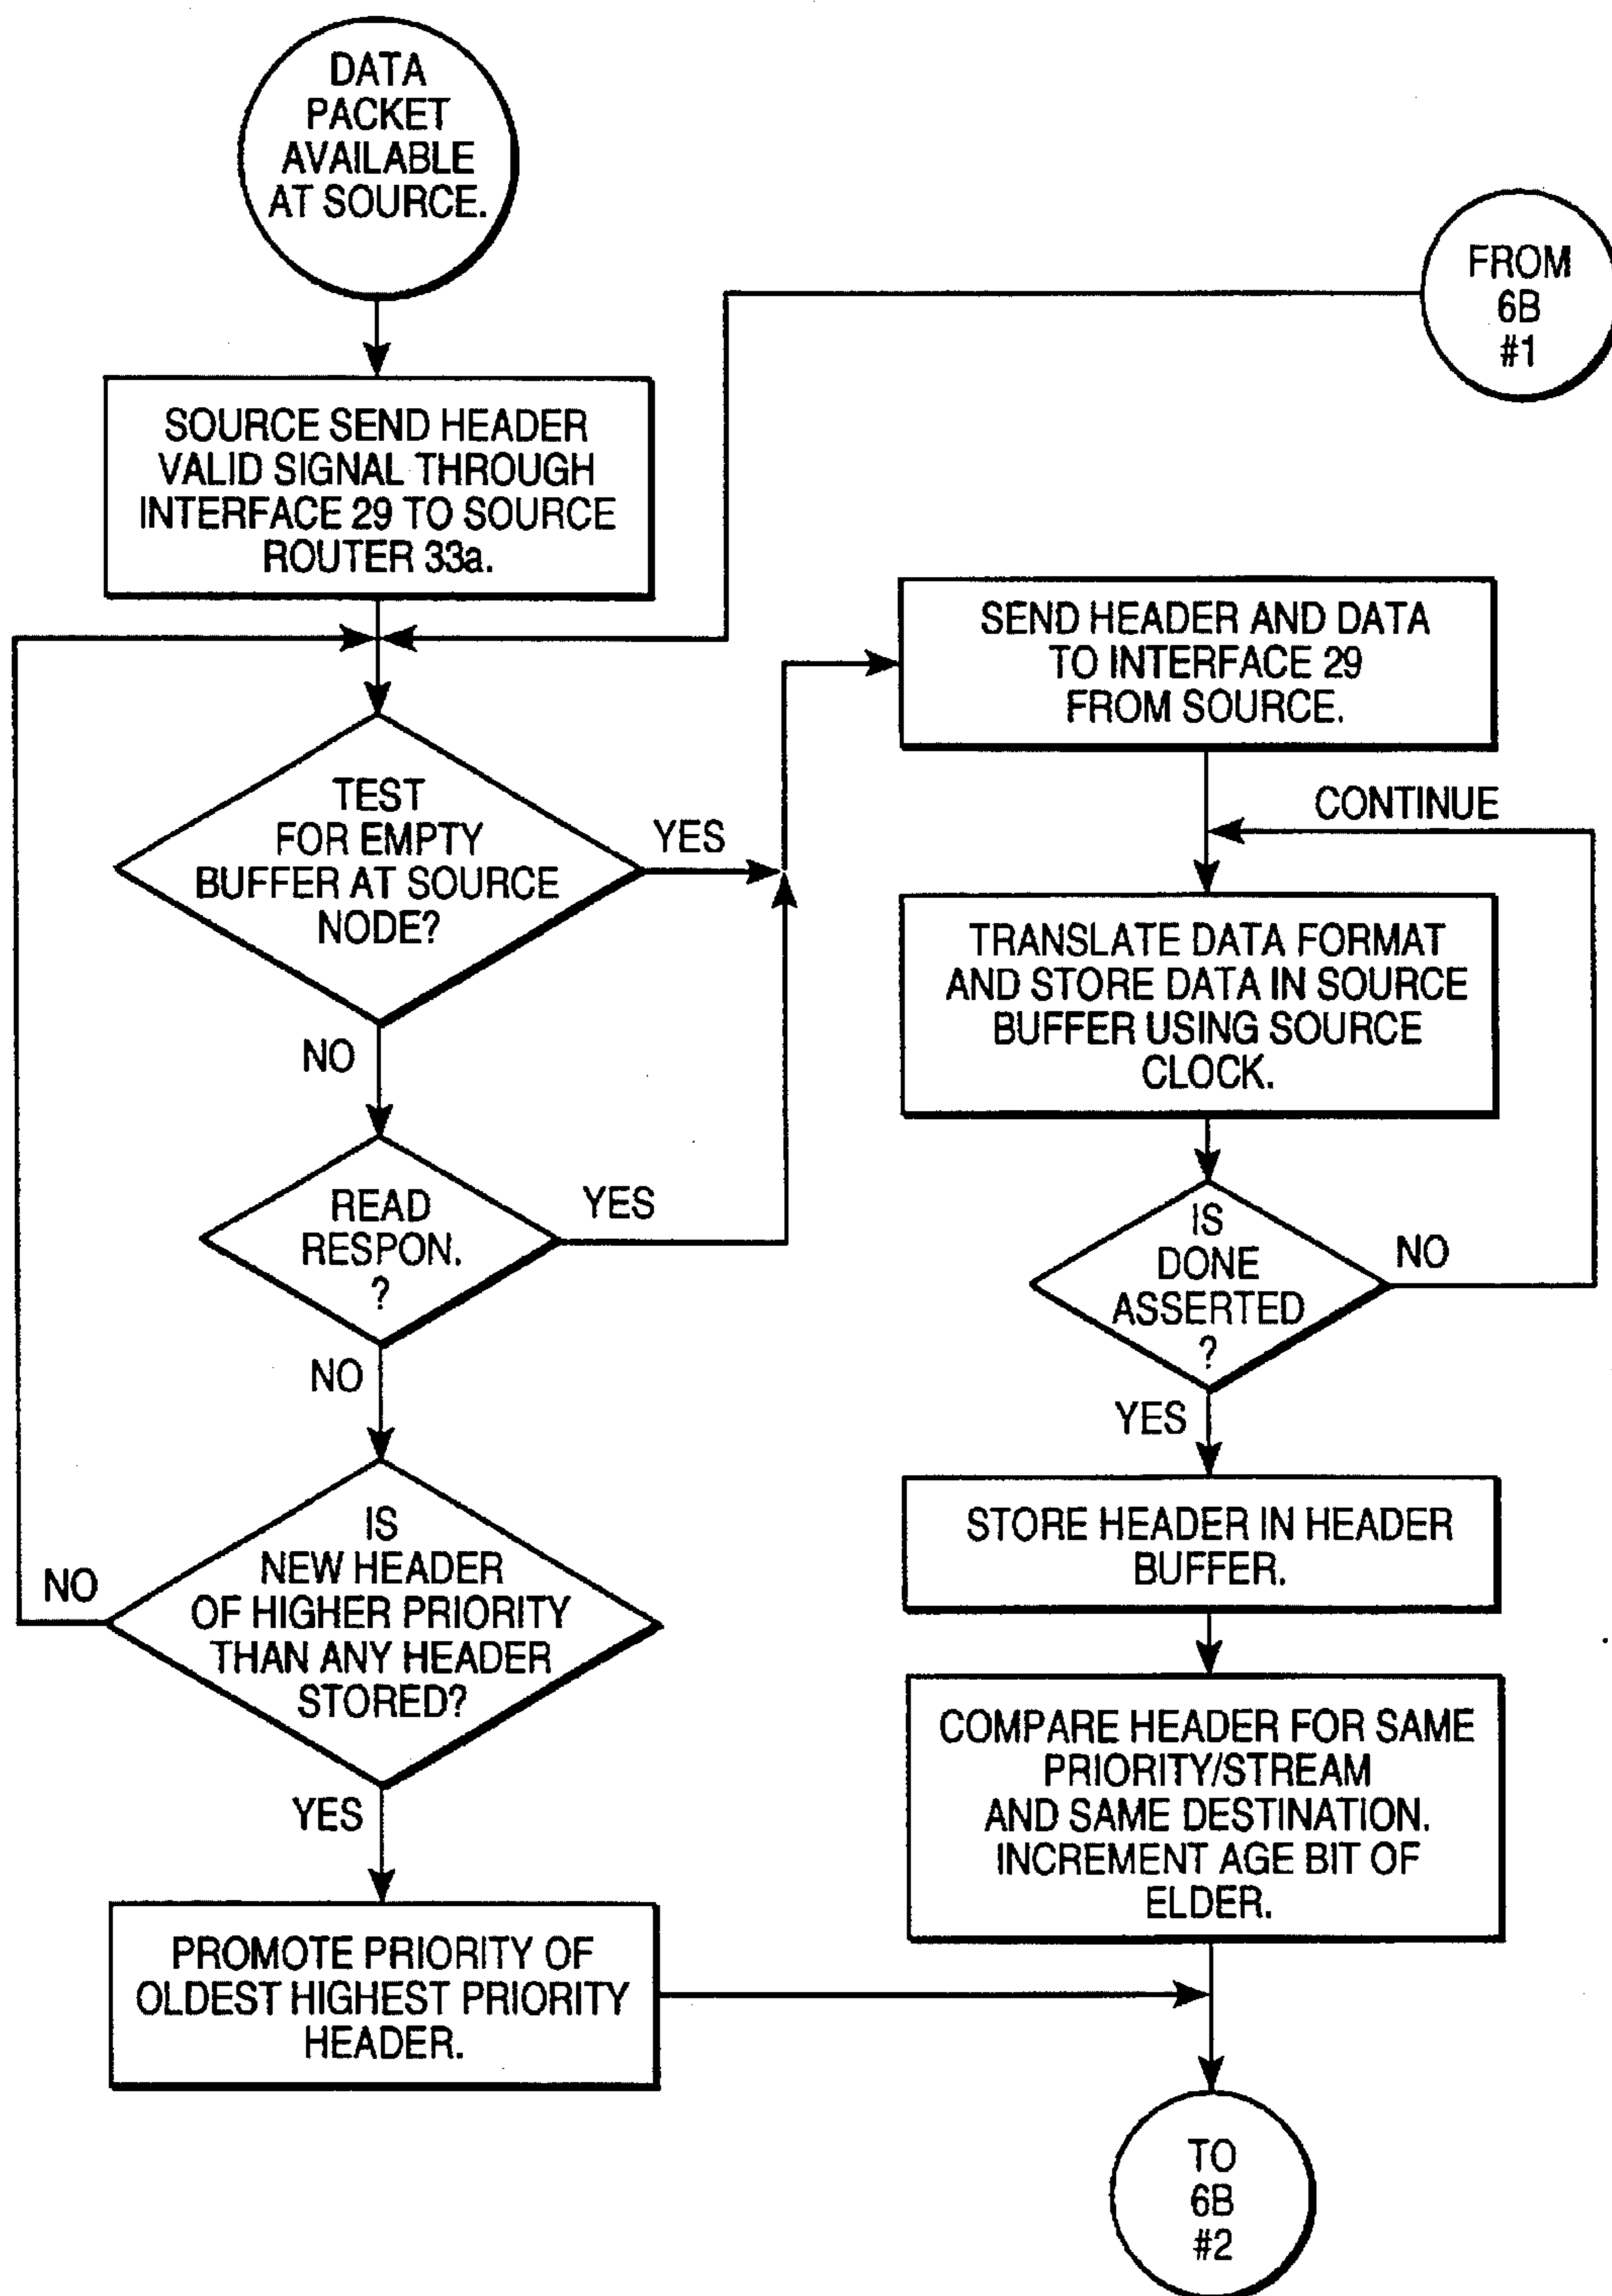 DATA
PACKET
AVAILABLE
AT SOURCE.
FROM
6B
#1
SOURCE SEND HEADER
VALID SIGNAL THROUGH
INTERFACE 29 TO SOURCE
ROUTER 33a.
TEST
FOR EMPTY
BUFFER AT SOURCE
NODE?
YES
NO
READ
RESPON.
?
YES
NO
IS
NEW HEADER
OF HIGHER PRIORITY
THAN ANY HEADER
STORED?
NO
YES
PROMOTE PRIORITY OF
OLDEST HIGHEST PRIORITY
HEADER.
SEND HEADER AND DATA
TO INTERFACE 29
FROM SOURCE.
CONTINUE
TRANSLATE DATA FORMAT
AND STORE DATA IN SOURCE
BUFFER USING SOURCE
CLOCK.
IS
DONE
ASSERTED
?
NO
YES
STORE HEADER IN HEADER
BUFFER.
COMPARE HEADER FOR SAME
PRIORITY/STREAM
AND SAME DESTINATION.
INCREMENT AGE BIT OF
ELDER.
TO
6B
#2